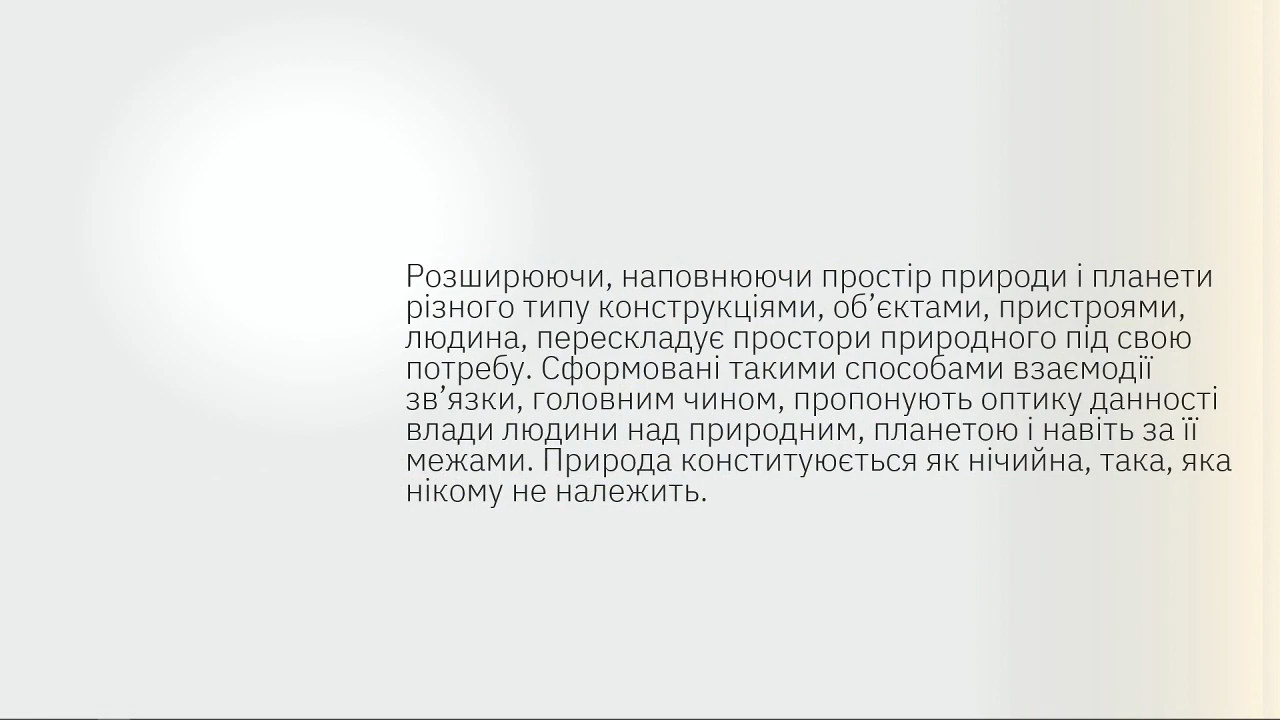 Розширюючи, наповнюючи простір природи і планети
різного типу конструкціями, об’єктами, пристроями,
людина, перескладує простори природного під свою
потребу. Сформовані такими способами взаємодії
зв’язки, головним чином, пропонують оптику данності
влади людини над природним, планетою і навіть за її
межами. Природа конституюється як нічийна, така, яка
нікому не належить.